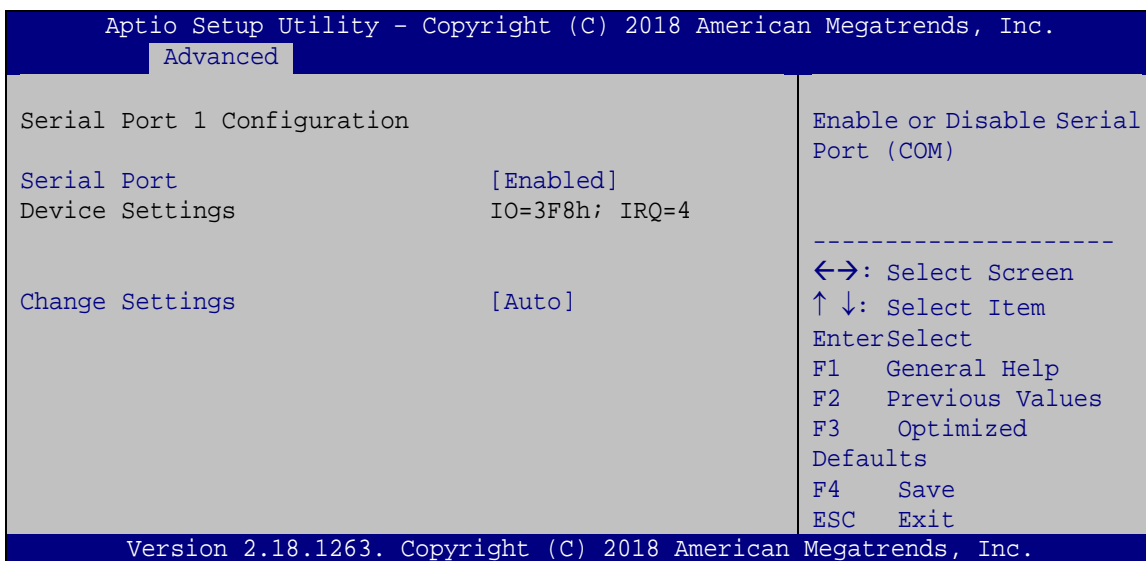 Aptio Setup Utility – Copyright (C) 2018 American Megatrends, Inc.
Advanced
Serial Port 1 Configuration
Serial Port [Enabled]
Device Settings IO=3F8h; IRQ=4
Change Settings [Auto]
Enable or Disable Serial
Port (COM)
---------------------
←→: Select Screen
↑ ↓: Select Item
EnterSelect
F1 General Help
F2 Previous Values
F3 Optimized
Defaults
F4 Save
ESC Exit
Version 2.18.1263. Copyright (C) 2018 American Megatrends, Inc.